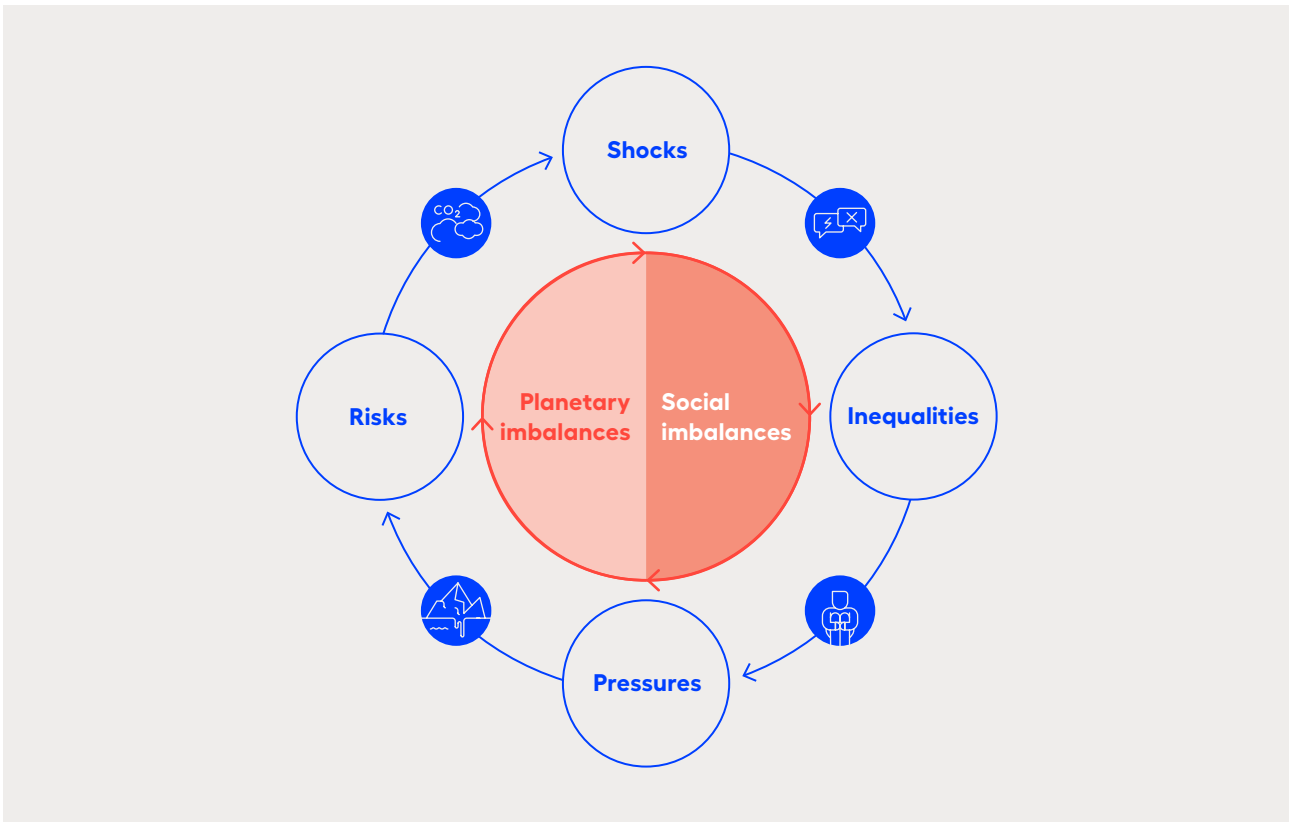 Shocks
CO2
Risks
Planetary
imbalances
Social
imbalances
Inequalities
Pressures